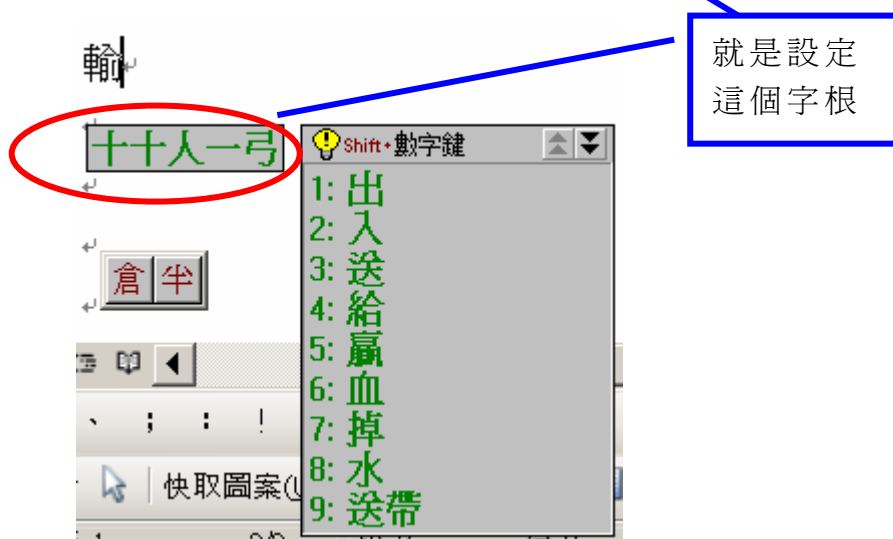 就是設定
這個字根
輸
十十人一弓
Shift+數字鍵
1: 出
2: 入
3: 送
4: 給
5: 贏
6: 血
7: 掉
8: 水
9: 送帶
倉 半
、 ; : !
快取圖案(